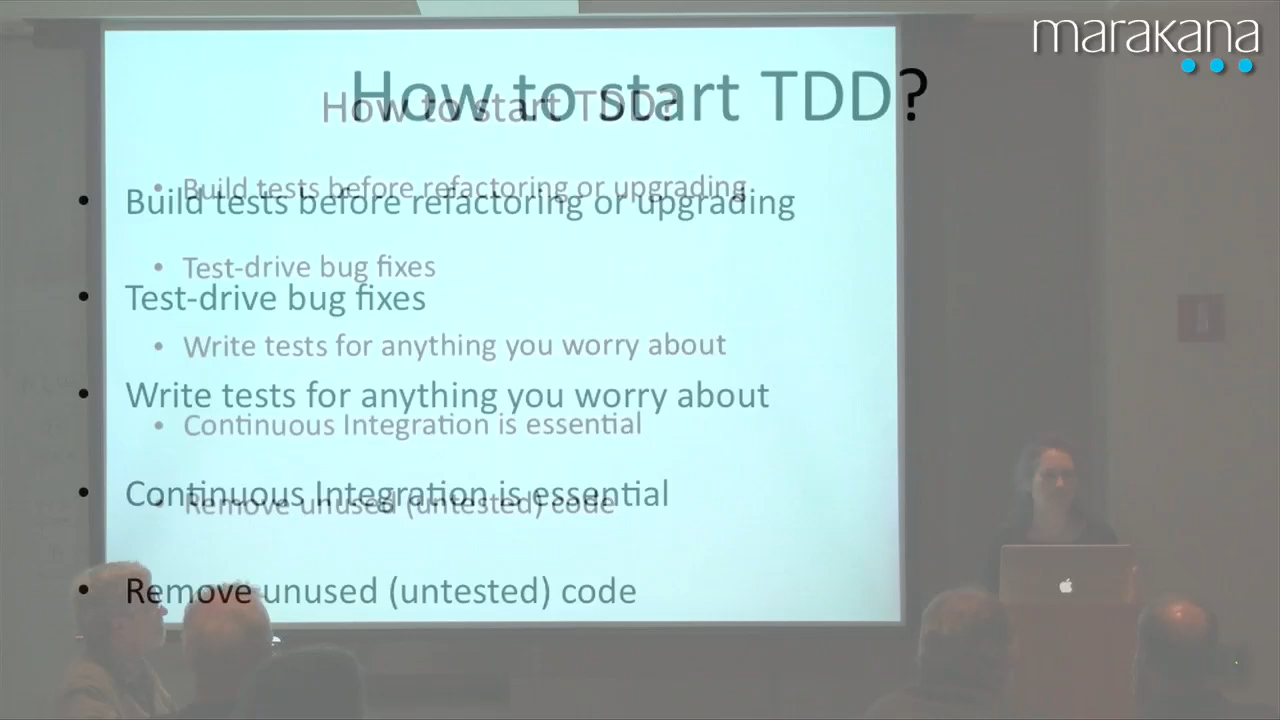 marakana
How to start TDD?
How to start TDD?
• Build tests before refactoring or upgrading
• Build tests before refactoring or upgrading
• Test-drive bug fixes
• Test-drive bug fixes
• Write tests for anything you worry about
• Write tests for anything you worry about
• Continuous Integration is essential
• Continuous Integration is essential
• Remove unused (untested) code
• Remove unused (untested) code